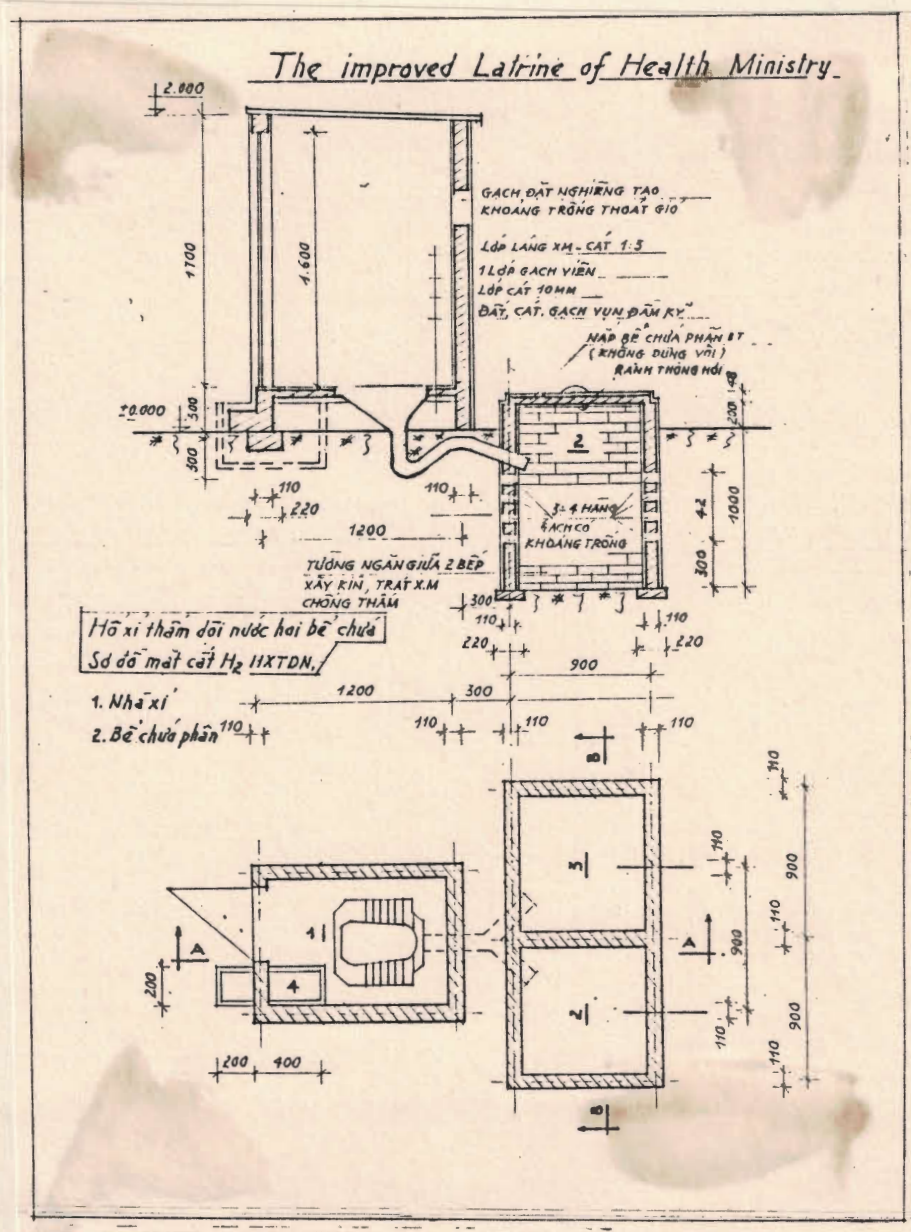 The improved Latrine of Health Ministry
2.000
GẠCH ĐẶT NGHIÊNG TẠO
KHOẢNG TRỐNG THOÁT GIÓ
1700
1.600
LỚP LÁNG XM - CÁT 1:5
1 LỚP GẠCH VIÊN
LỚP CÁT 10MM
ĐẤT, CÁT, GẠCH VỤN ĐẦM KỸ
NẮP BỂ CHỨA PHÂN BT
(KHÔNG DÙNG VÔI)
RÃNH THÔNG HƠI
±0.000
300
300
200
2
110
220
110
1200
3÷4 HÀNG
GẠCH CÓ
KHOẢNG TRỐNG
42
1000
300
TƯỜNG NGĂN GIỮA 2 BẾP
XÂY KÍN, TRÁT X.M
CHỐNG THẤM
300
110
220
110
220
900
Hố xí thấm dội nước hai bể chứa
Sơ đồ mặt cắt H2 HXTDN,
1. Nhà xí
2. Bể chứa phân
1200
300
110
110
110
110
B
110
3
110
900
900
1
A
A
110
900
200
4
2
110
900
110
200
400
B